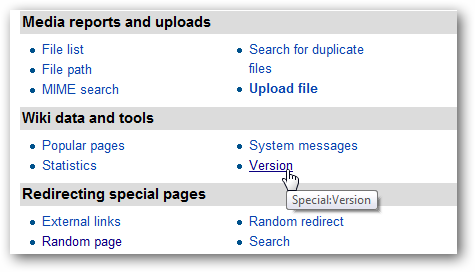 Media reports and uploads
File list
File path
MIME search
Search for duplicate
files
Upload file
Wiki data and tools
Popular pages
Statistics
System messages
Version
Special:Version
Redirecting special pages
External links
Random page
Random redirect
Search